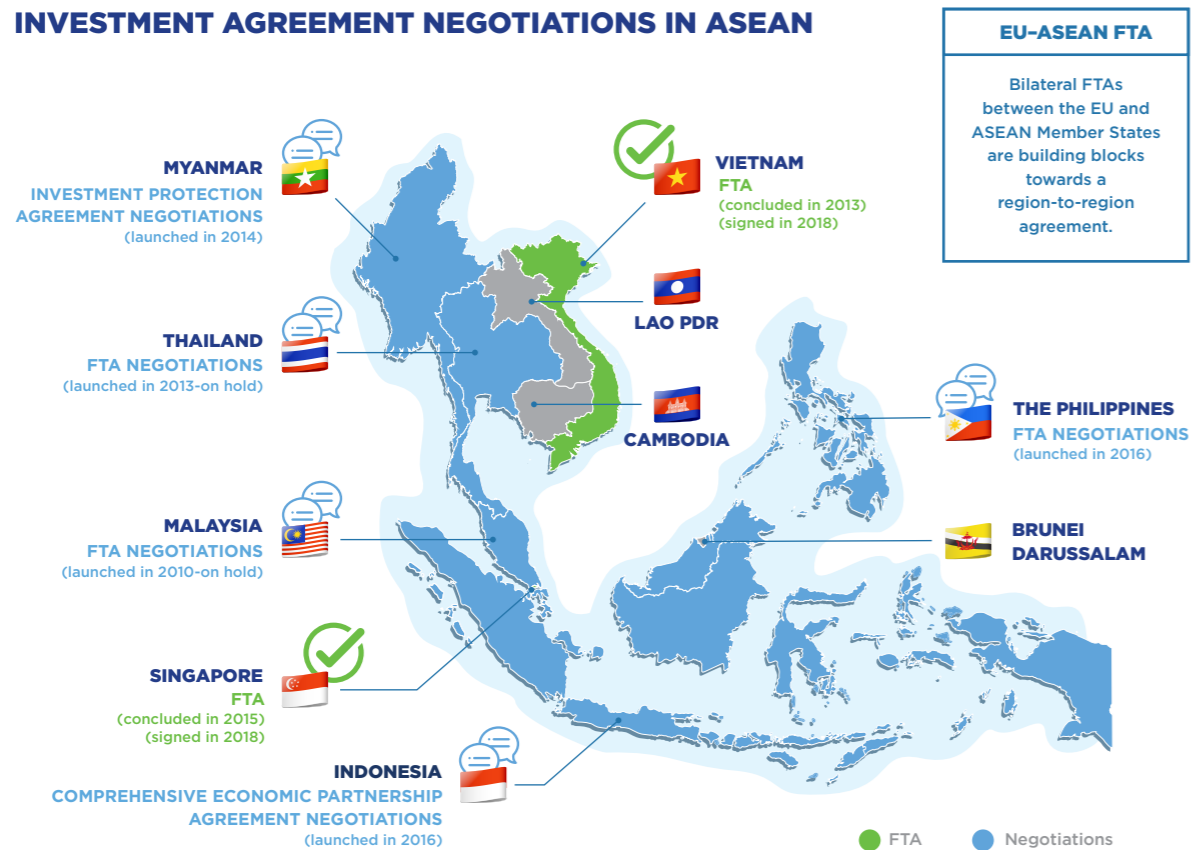 INVESTMENT AGREEMENT NEGOTIATIONS IN ASEAN
EU–ASEAN FTA
Bilateral FTAs
between the EU and
ASEAN Member States
are building blocks
towards a
region-to-region
agreement.
MYANMAR
INVESTMENT PROTECTION
AGREEMENT NEGOTIATIONS
(launched in 2014)
VIETNAM
FTA
(concluded in 2013)
(signed in 2018)
LAO PDR
THAILAND
FTA NEGOTIATIONS
(launched in 2013-on hold)
CAMBODIA
THE PHILIPPINES
FTA NEGOTIATIONS
(launched in 2016)
MALAYSIA
FTA NEGOTIATIONS
(launched in 2010-on hold)
BRUNEI
DARUSSALAM
SINGAPORE
FTA
(concluded in 2015)
(signed in 2018)
INDONESIA
COMPREHENSIVE ECONOMIC PARTNERSHIP
AGREEMENT NEGOTIATIONS
(launched in 2016)
FTA
Negotiations